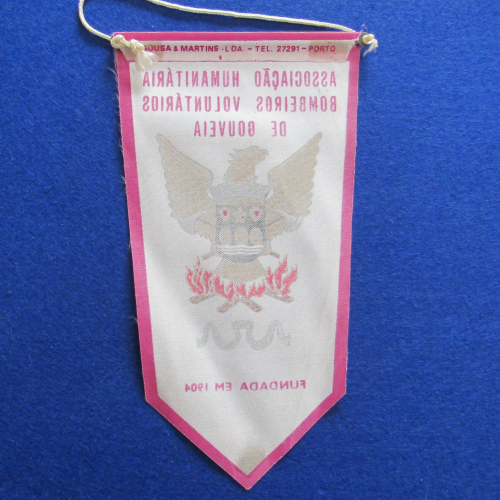 SOUSA & MARTINS - LDA. - TEL. 27291 - PORTO
ASSOCIAÇÃO HUMANITÁRIA
BOMBEIROS VOLUNTÁRIOS
DE GOUVEIA
FUNDADA EM 1904